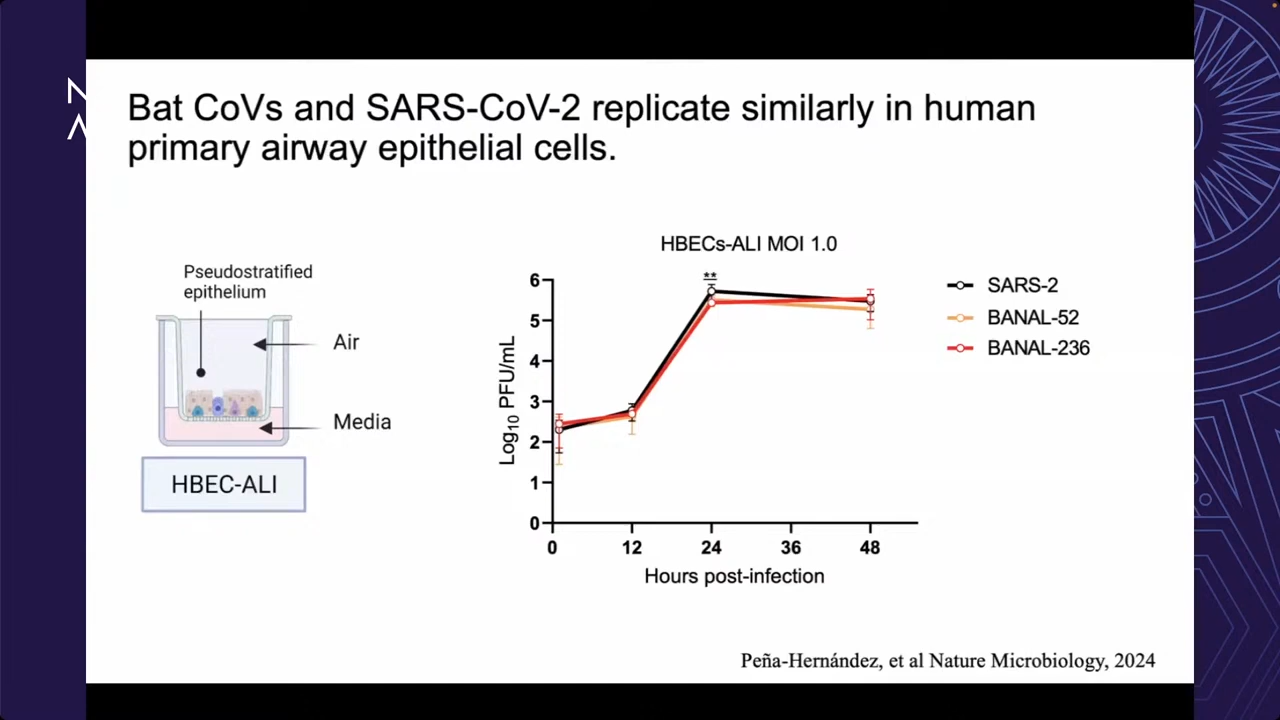 N
A
Bat CoVs and SARS-CoV-2 replicate similarly in human
primary airway epithelial cells.
Pseudostratified
epithelium
Air
Media
HBEC-ALI
HBECs-ALI MOI 1.0
**
6
5
4
3
2
1
0
Log10 PFU/mL
0 12 24 36 48
Hours post-infection
SARS-2
BANAL-52
BANAL-236
Peña-Hernández, et al Nature Microbiology, 2024